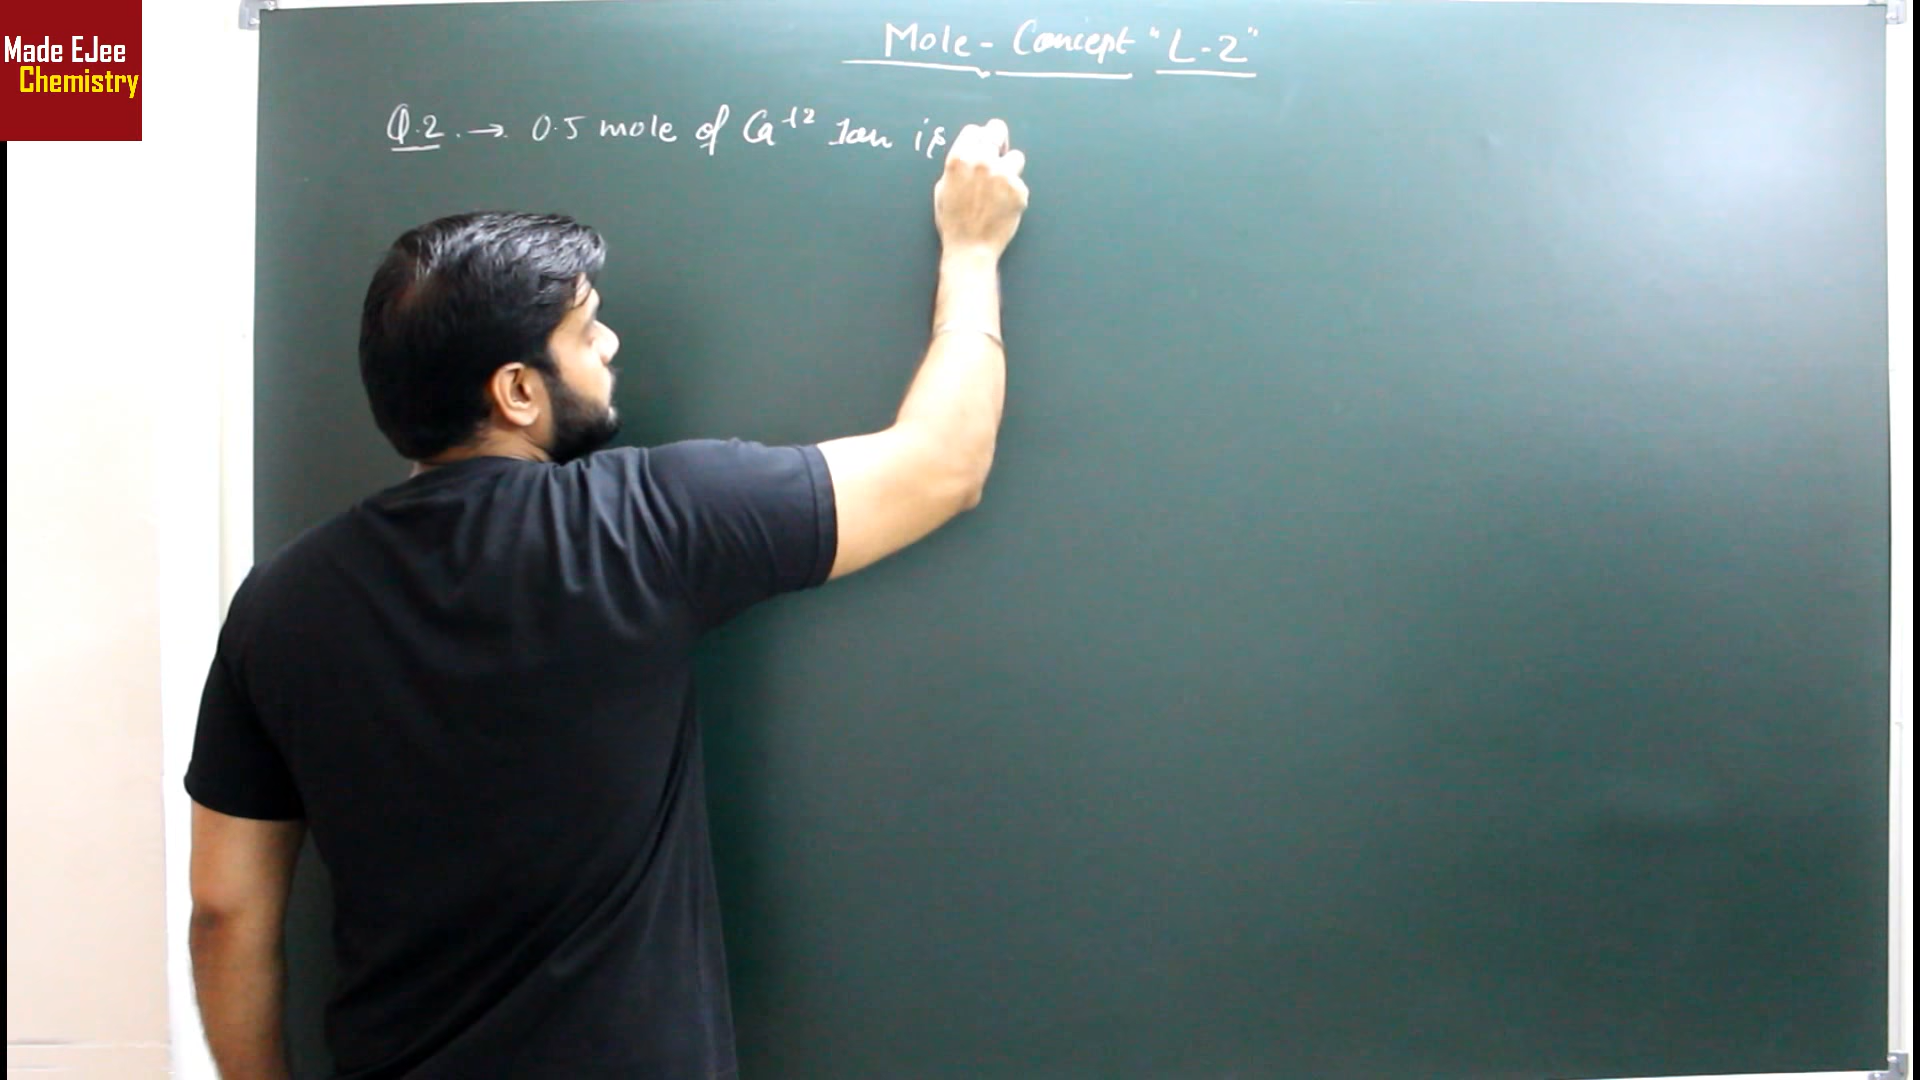 Made EJee
Chemistry
Mole - Concept "L-2"
Q.2. → 0.5 mole of Ca+2 Ion is